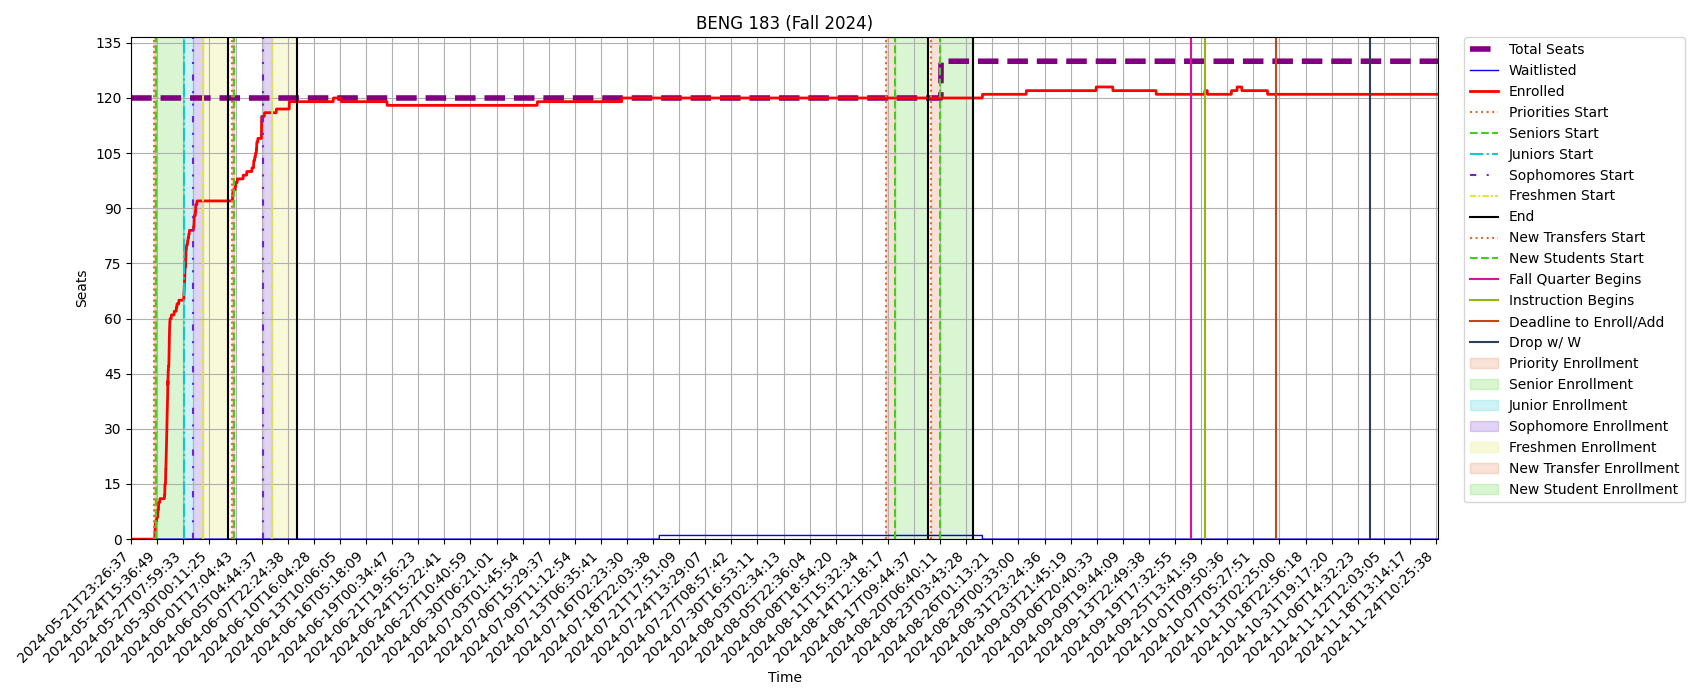 BENG 183 (Fall 2024)
135
120
105
90
75
60
45
30
15
0
Seats
2024-05-21T23:26:37
2024-05-24T15:36:49
2024-05-27T07:59:33
2024-05-30T00:11:25
2024-06-01T17:04:43
2024-06-05T04:44:37
2024-06-07T22:24:38
2024-06-10T16:04:28
2024-06-13T10:06:05
2024-06-16T05:18:09
2024-06-19T00:34:47
2024-06-21T19:56:23
2024-06-24T15:22:41
2024-06-27T10:40:59
2024-06-30T06:21:01
2024-07-03T01:45:54
2024-07-06T15:29:37
2024-07-09T11:12:54
2024-07-13T06:35:41
2024-07-16T02:23:30
2024-07-18T22:03:38
2024-07-21T17:51:09
2024-07-24T13:29:07
2024-07-27T08:57:42
2024-07-30T16:53:11
2024-08-03T02:34:13
2024-08-05T22:36:04
2024-08-08T18:54:20
2024-08-11T15:32:34
2024-08-14T12:18:17
2024-08-17T09:44:37
2024-08-20T06:40:11
2024-08-23T03:43:28
2024-08-26T01:13:21
2024-08-29T00:33:00
2024-08-31T23:24:36
2024-09-03T21:45:19
2024-09-06T20:40:33
2024-09-09T19:44:09
2024-09-13T22:49:38
2024-09-19T17:32:55
2024-09-25T13:41:59
2024-10-01T09:50:36
2024-10-07T05:27:51
2024-10-13T02:25:00
2024-10-18T22:56:18
2024-10-31T19:17:20
2024-11-06T14:32:23
2024-11-12T12:03:05
2024-11-18T13:14:17
2024-11-24T10:25:38
Time
Total Seats
Waitlisted
Enrolled
Priorities Start
Seniors Start
Juniors Start
Sophomores Start
Freshmen Start
End
New Transfers Start
New Students Start
Fall Quarter Begins
Instruction Begins
Deadline to Enroll/Add
Drop w/ W
Priority Enrollment
Senior Enrollment
Junior Enrollment
Sophomore Enrollment
Freshmen Enrollment
New Transfer Enrollment
New Student Enrollment